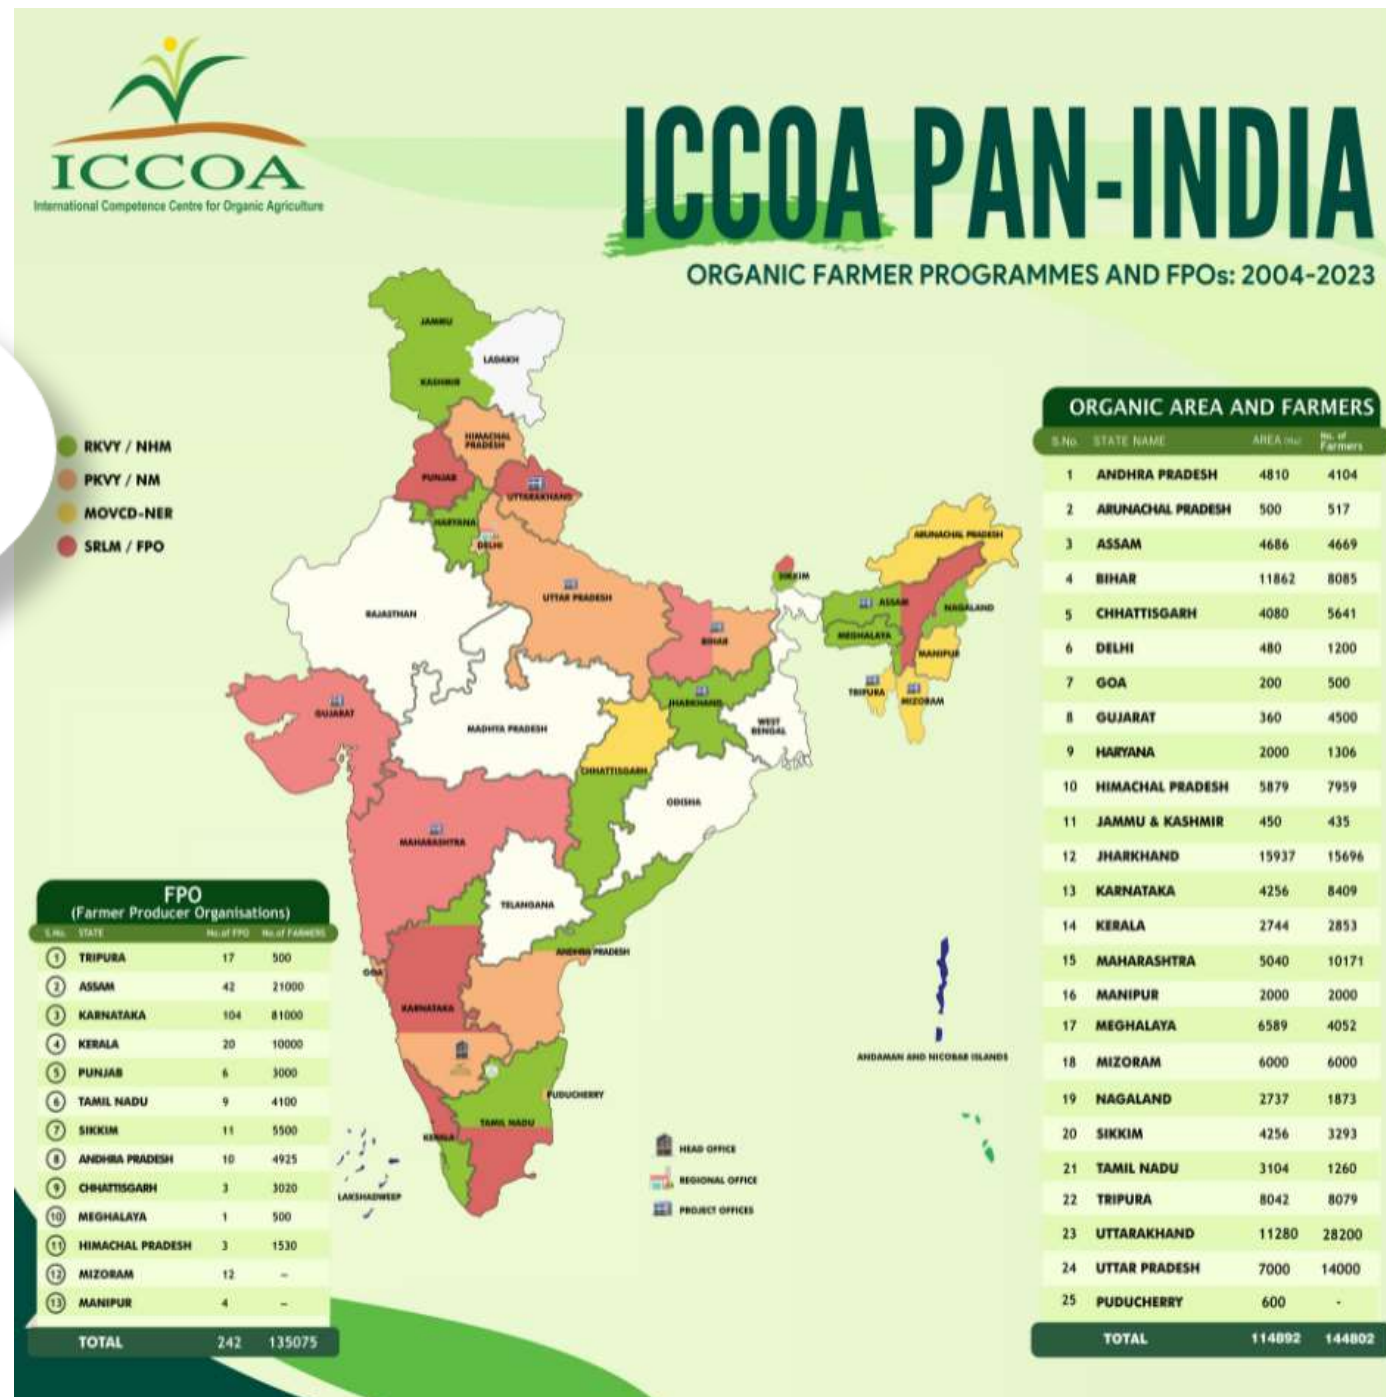 ICCOA
International Competence Centre for Organic Agriculture
ICCOA PAN-INDIA
ORGANIC FARMER PROGRAMMES AND FPOs: 2004-2023
RKVY / NHM
PKVY / NM
MOVCD-NER
SRLM / FPO
JAMMU
KASHMIR
LADAKH
HIMACHAL
PRADESH
PUNJAB
UTTARAKHAND
HARYANA
DELHI
RAJASTHAN
UTTAR PRADESH
BIHAR
SIKKIM
ARUNACHAL PRADESH
ASSAM
NAGALAND
MEGHALAYA
MANIPUR
TRIPURA
MIZORAM
GUJARAT
MADHYA PRADESH
JHARKHAND
WEST
BENGAL
CHHATTISGARH
ODISHA
MAHARASHTRA
TELANGANA
ANDHRA PRADESH
GOA
KARNATAKA
PUDUCHERRY
TAMIL NADU
KERALA
LAKSHADWEEP
ANDAMAN AND NICOBAR ISLANDS
HEAD OFFICE
REGIONAL OFFICE
PROJECT OFFICES
FPO
(Farmer Producer Organisations)
S.No. STATE No.of FPO No.of FARMERS
1 TRIPURA 17 500
2 ASSAM 42 21000
3 KARNATAKA 104 81000
4 KERALA 20 10000
5 PUNJAB 6 3000
6 TAMIL NADU 9 4100
7 SIKKIM 11 5500
8 ANDHRA PRADESH 10 4925
9 CHHATTISGARH 3 3020
10 MEGHALAYA 1 500
11 HIMACHAL PRADESH 3 1530
12 MIZORAM 12 -
13 MANIPUR 4 -
TOTAL 242 135075
ORGANIC AREA AND FARMERS
S.No. STATE NAME AREA No. of
Farmers
1 ANDHRA PRADESH 4810 4104
2 ARUNACHAL PRADESH 500 517
3 ASSAM 4686 4669
4 BIHAR 11862 8085
5 CHHATTISGARH 4080 5641
6 DELHI 480 1200
7 GOA 200 500
8 GUJARAT 360 4500
9 HARYANA 2000 1306
10 HIMACHAL PRADESH 5879 7959
11 JAMMU & KASHMIR 450 435
12 JHARKHAND 15937 15696
13 KARNATAKA 4256 8409
14 KERALA 2744 2853
15 MAHARASHTRA 5040 10171
16 MANIPUR 2000 2000
17 MEGHALAYA 6589 4052
18 MIZORAM 6000 6000
19 NAGALAND 2737 1873
20 SIKKIM 4256 3293
21 TAMIL NADU 3104 1260
22 TRIPURA 8042 8079
23 UTTARAKHAND 11280 28200
24 UTTAR PRADESH 7000 14000
25 PUDUCHERRY 600 -
TOTAL 114892 144802